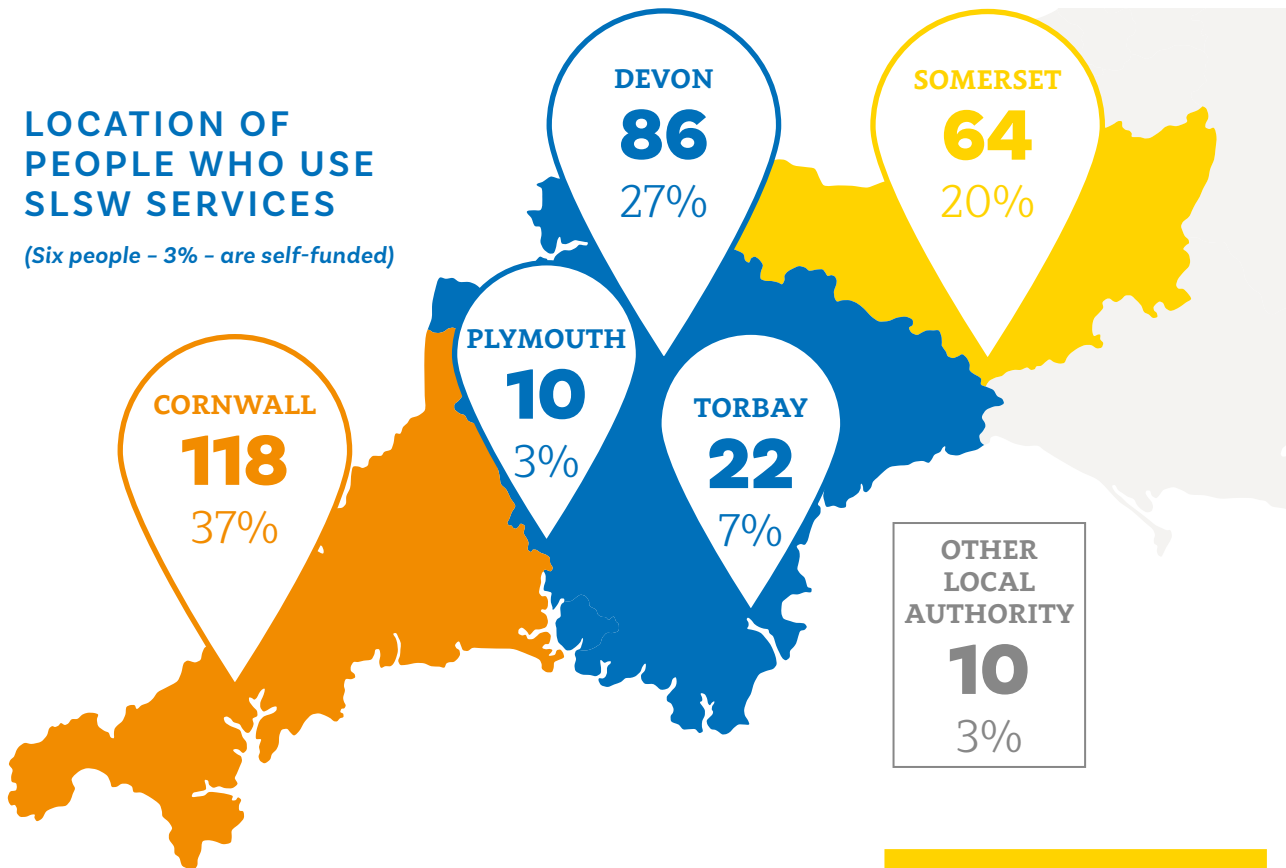 LOCATION OF
PEOPLE WHO USE
SLSW SERVICES
(Six people – 3% – are self-funded)
DEVON
86
27%
SOMERSET
64
20%
PLYMOUTH
10
3%
CORNWALL
118
37%
TORBAY
22
7%
OTHER
LOCAL
AUTHORITY
10
3%